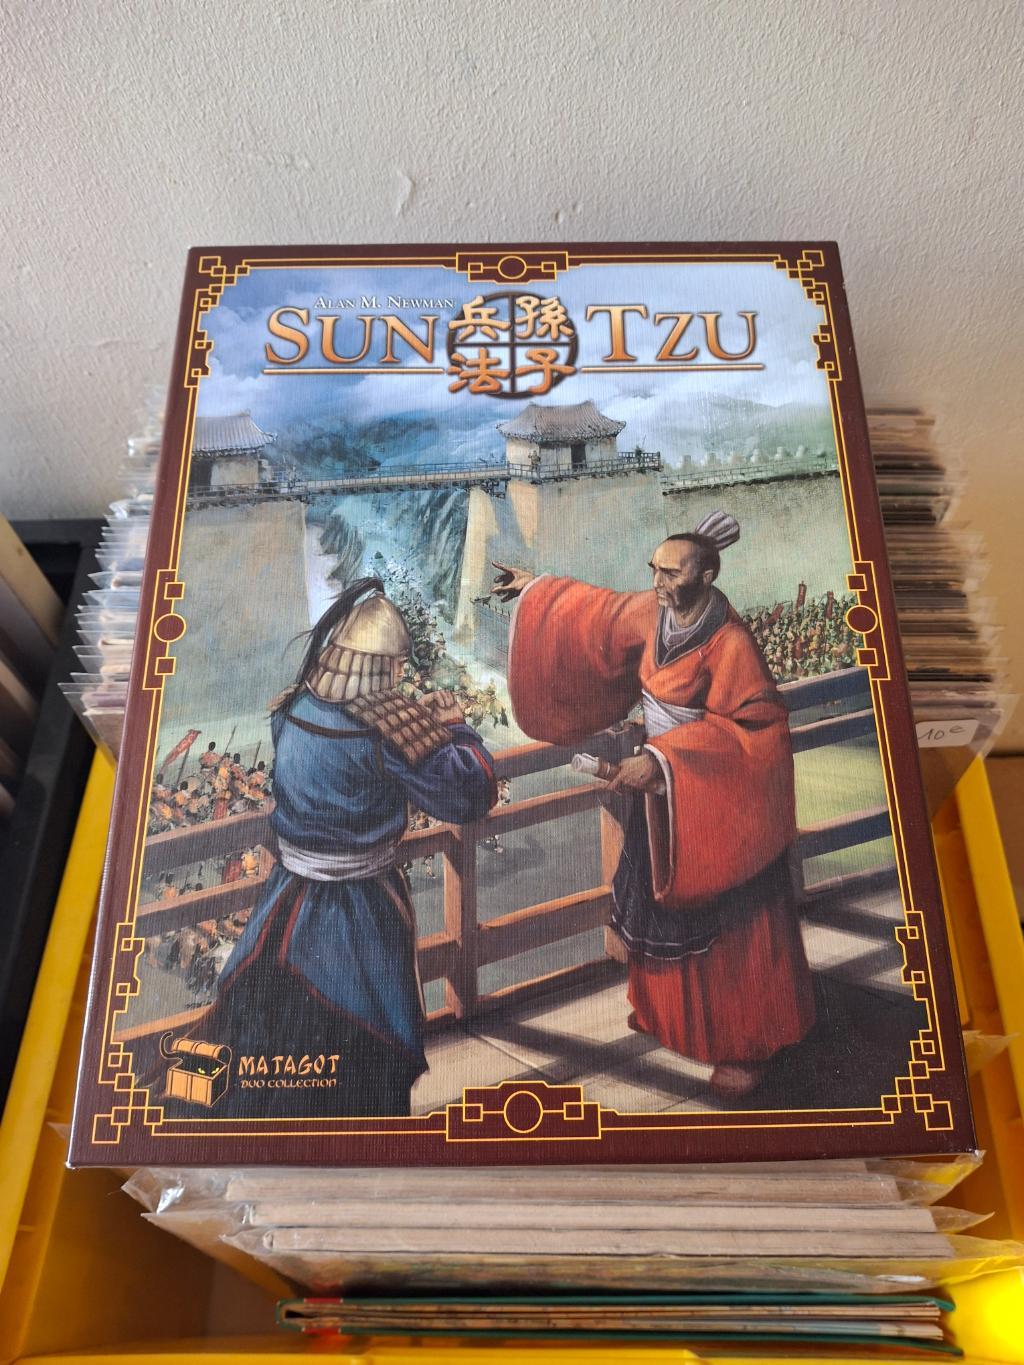 ALAN M. NEWMAN
SUN 兵孫 TZU
法子
MATAGOT
DUO COLLECTION
10€